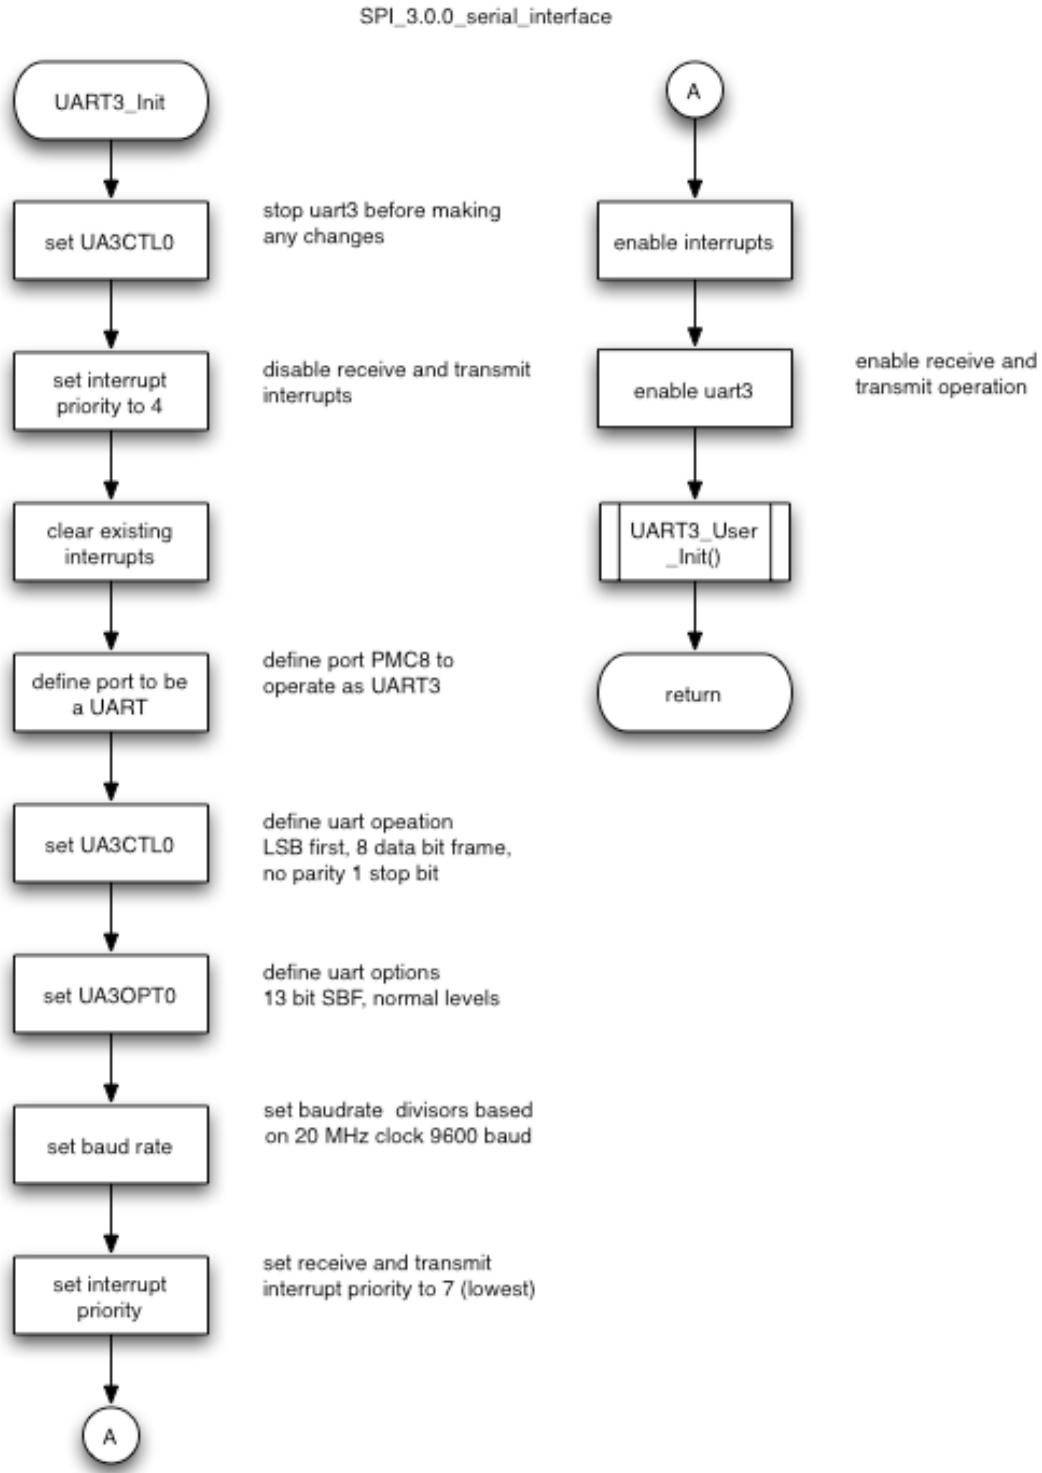 SPI_3.0.0_serial_interface
UART3_Init
set UA3CTL0
stop uart3 before making
any changes
set interrupt
priority to 4
disable receive and transmit
interrupts
clear existing
interrupts
define port to be
a UART
define port PMC8 to
operate as UART3
set UA3CTL0
define uart opeation
LSB first, 8 data bit frame,
no parity 1 stop bit
set UA3OPT0
define uart options
13 bit SBF, normal levels
set baud rate
set baudrate  divisors based
on 20 MHz clock 9600 baud
set interrupt
priority
set receive and transmit
interrupt priority to 7 (lowest)
A
A
enable interrupts
enable uart3
enable receive and
transmit operation
UART3_User
_Init()
return